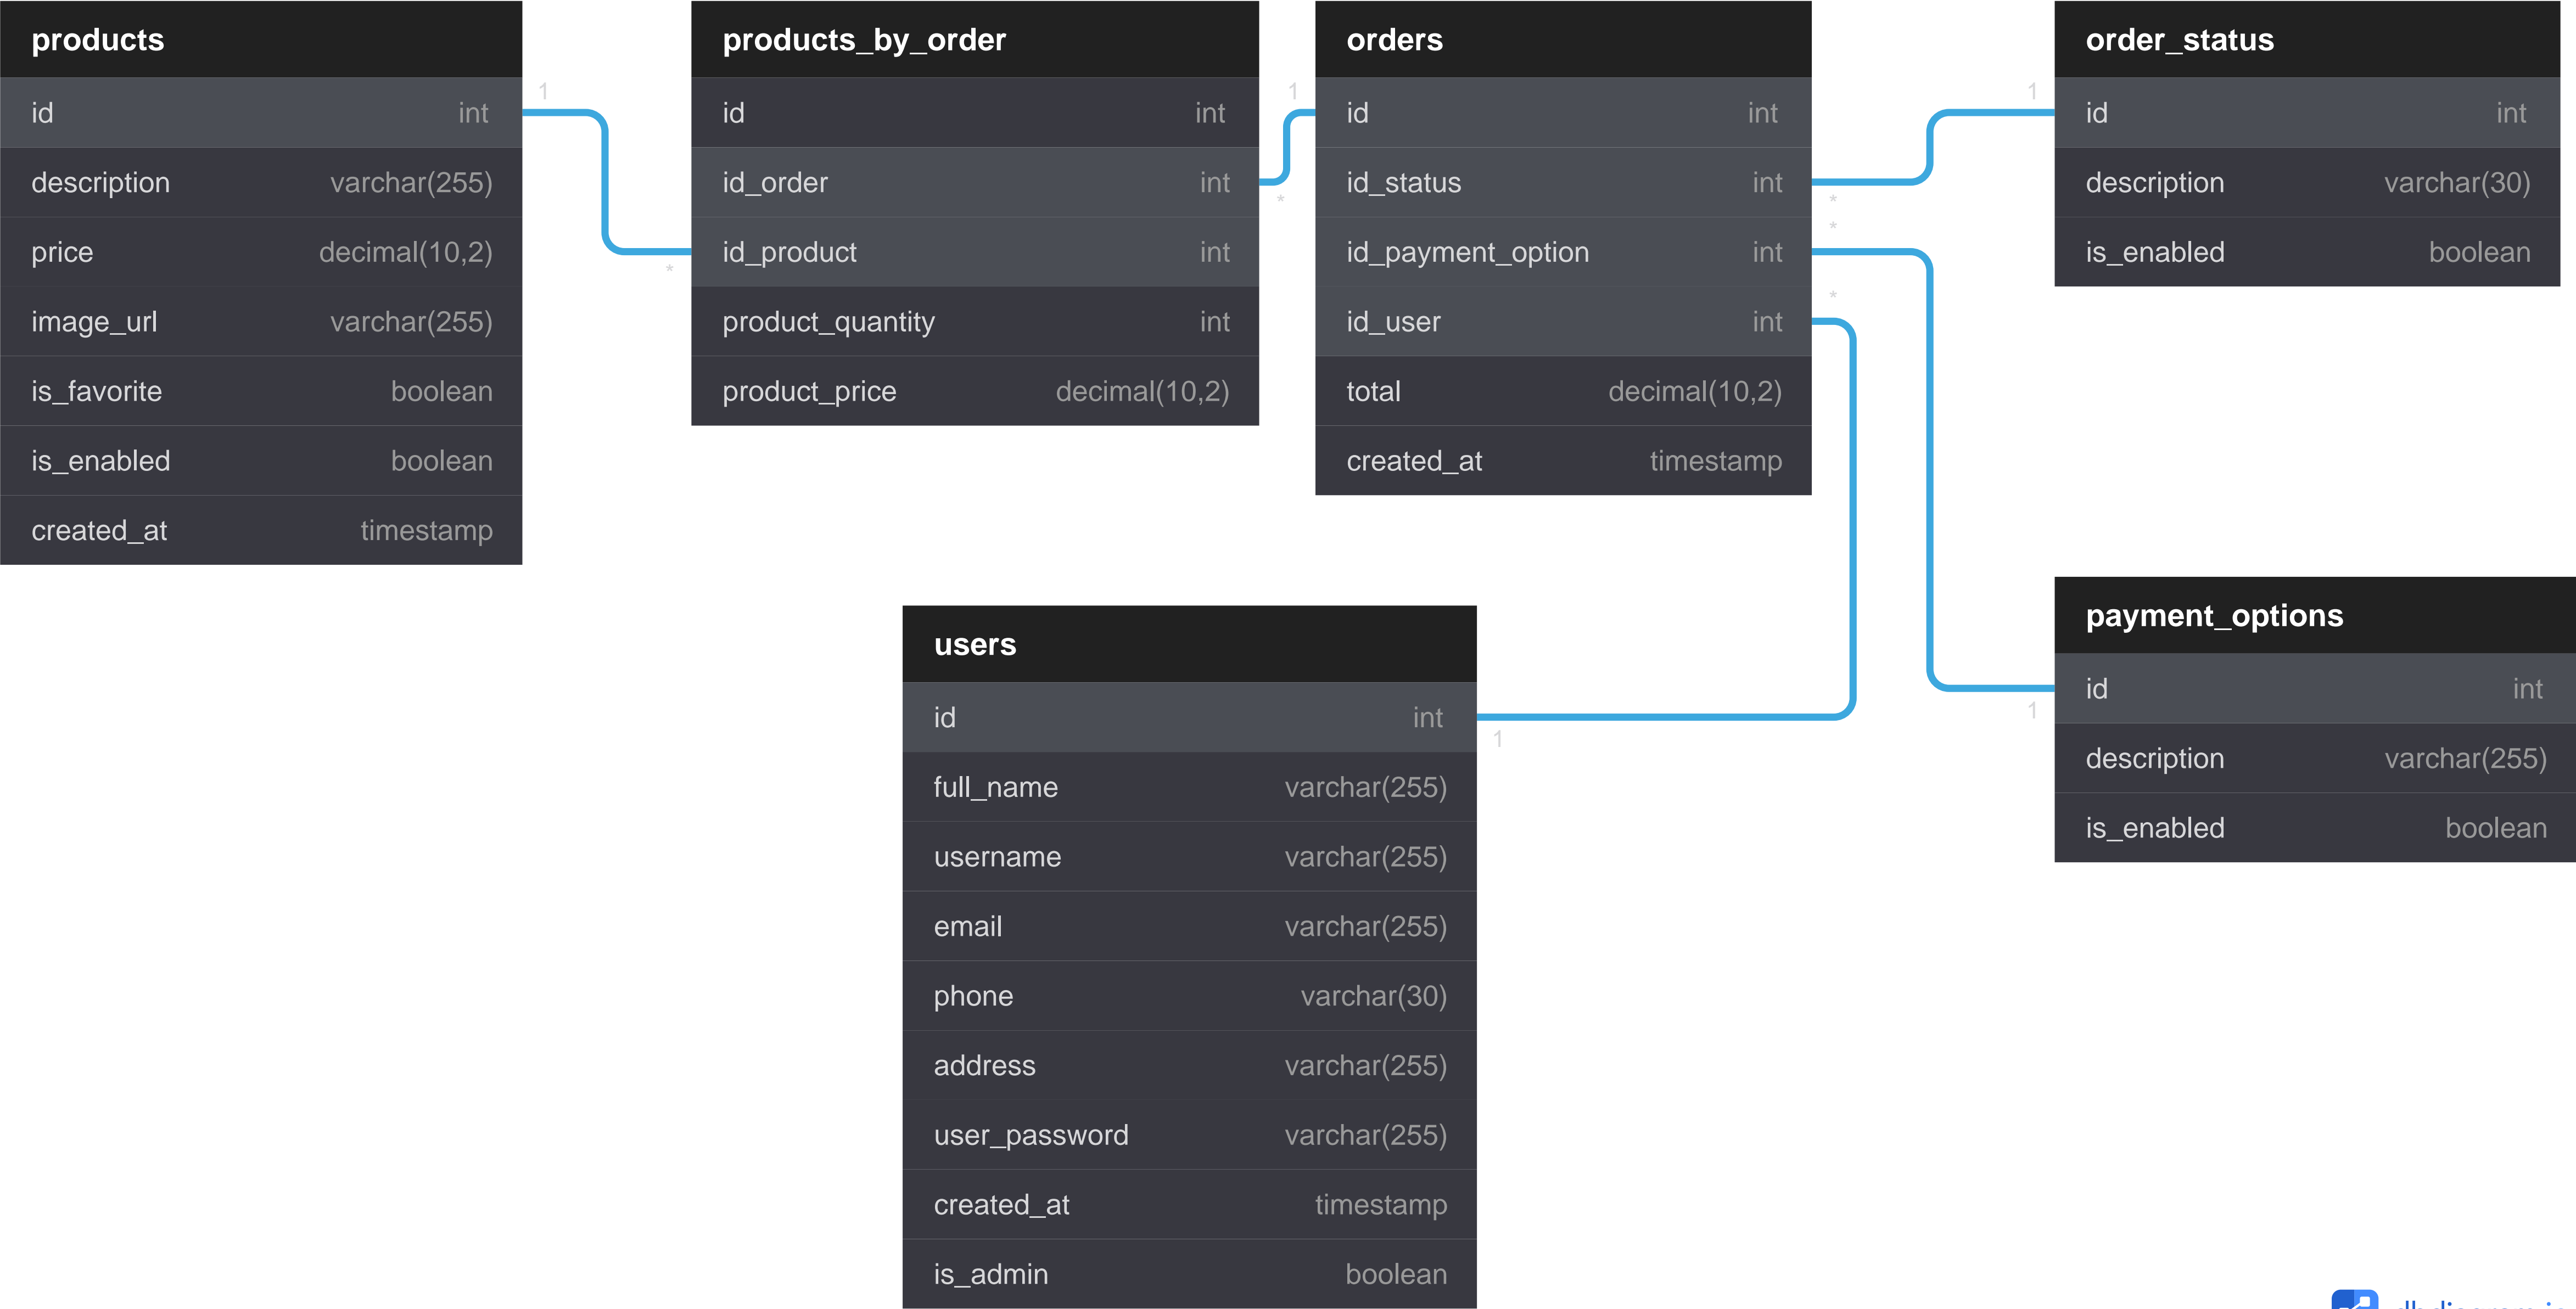 products
id int
description varchar(255)
price decimal(10,2)
image_url varchar(255)
is_favorite boolean
is_enabled boolean
created_at timestamp
1
*
products_by_order
id int
id_order int
id_product int
product_quantity int
product_price decimal(10,2)
1
*
orders
id int
id_status int
id_payment_option int
id_user int
total decimal(10,2)
created_at timestamp
*
*
*
1
order_status
id int
description varchar(30)
is_enabled boolean
users
id int
full_name varchar(255)
username varchar(255)
email varchar(255)
phone varchar(30)
address varchar(255)
user_password varchar(255)
created_at timestamp
is_admin boolean
1
1
payment_options
id int
description varchar(255)
is_enabled boolean